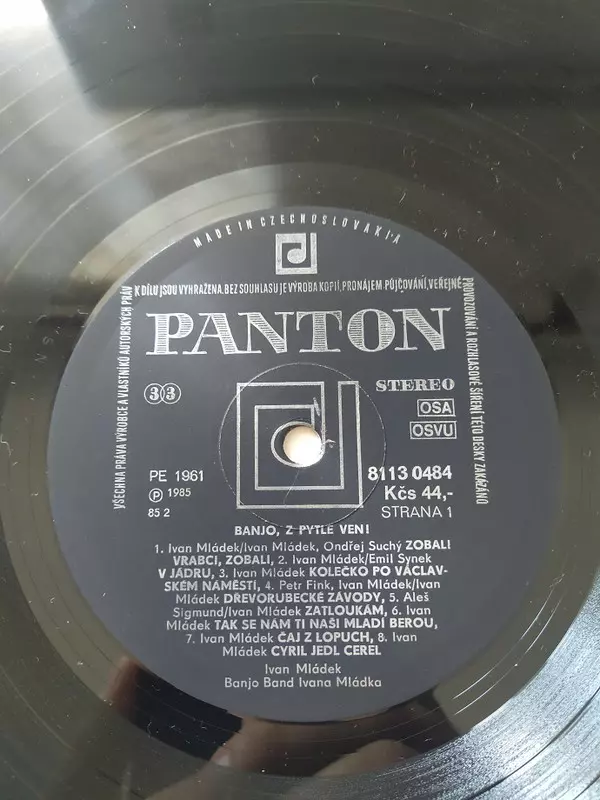 MADE IN CZECHOSLOVAKIA
VŠECHNA PRÁVA VÝROBCE A VLASTNÍKŮ AUTORSKÝCH PRÁV
K DÍLU JSOU VYHRAŽENA. BEZ SOUHLASU JE VÝROBA KOPIÍ, PRONÁJEM, PŮJČOVÁNÍ, VEŘEJNÉ
PROVOZOVÁNÍ A ROZHLASOVÉ ŠÍŘENÍ TÉTO DESKY ZAKÁZÁNO
PANTON
33
STEREO
OSA
OSVU
PE 1961
Ⓟ 1985
85 2
8113 0484
Kčs 44,-
STRANA 1
BANJO, Z PYTLE VEN!
1. Ivan Mládek/Ivan Mládek, Ondřej Suchý ZOBALI
VRABCI, ZOBALI, 2. Ivan Mládek/Emil Synek
V JÁDRU, 3. Ivan Mládek KOLEČKO PO VÁCLAV-
SKÉM NÁMĚSTÍ, 4. Petr Fink, Ivan Mládek/Ivan
Mládek DŘEVORUBECKÉ ZÁVODY, 5. Aleš
Sigmund/Ivan Mládek ZATLOUKÁM, 6. Ivan
Mládek TAK SE NÁM TI NAŠI MLADÍ BEROU,
7. Ivan Mládek ČAJ Z LOPUCH, 8. Ivan
Mládek CYRIL JEDL CEREL
Ivan Mládek
Banjo Band Ivana Mládka